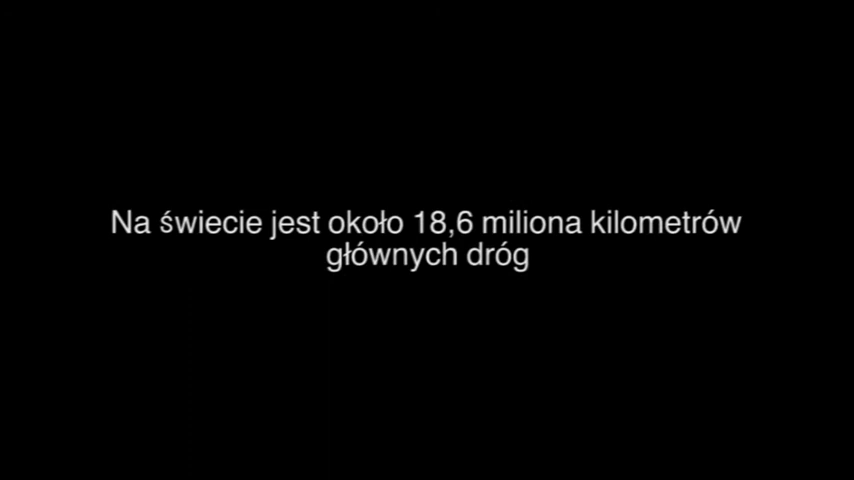 Na świecie jest około 18,6 miliona kilometrów
głównych dróg